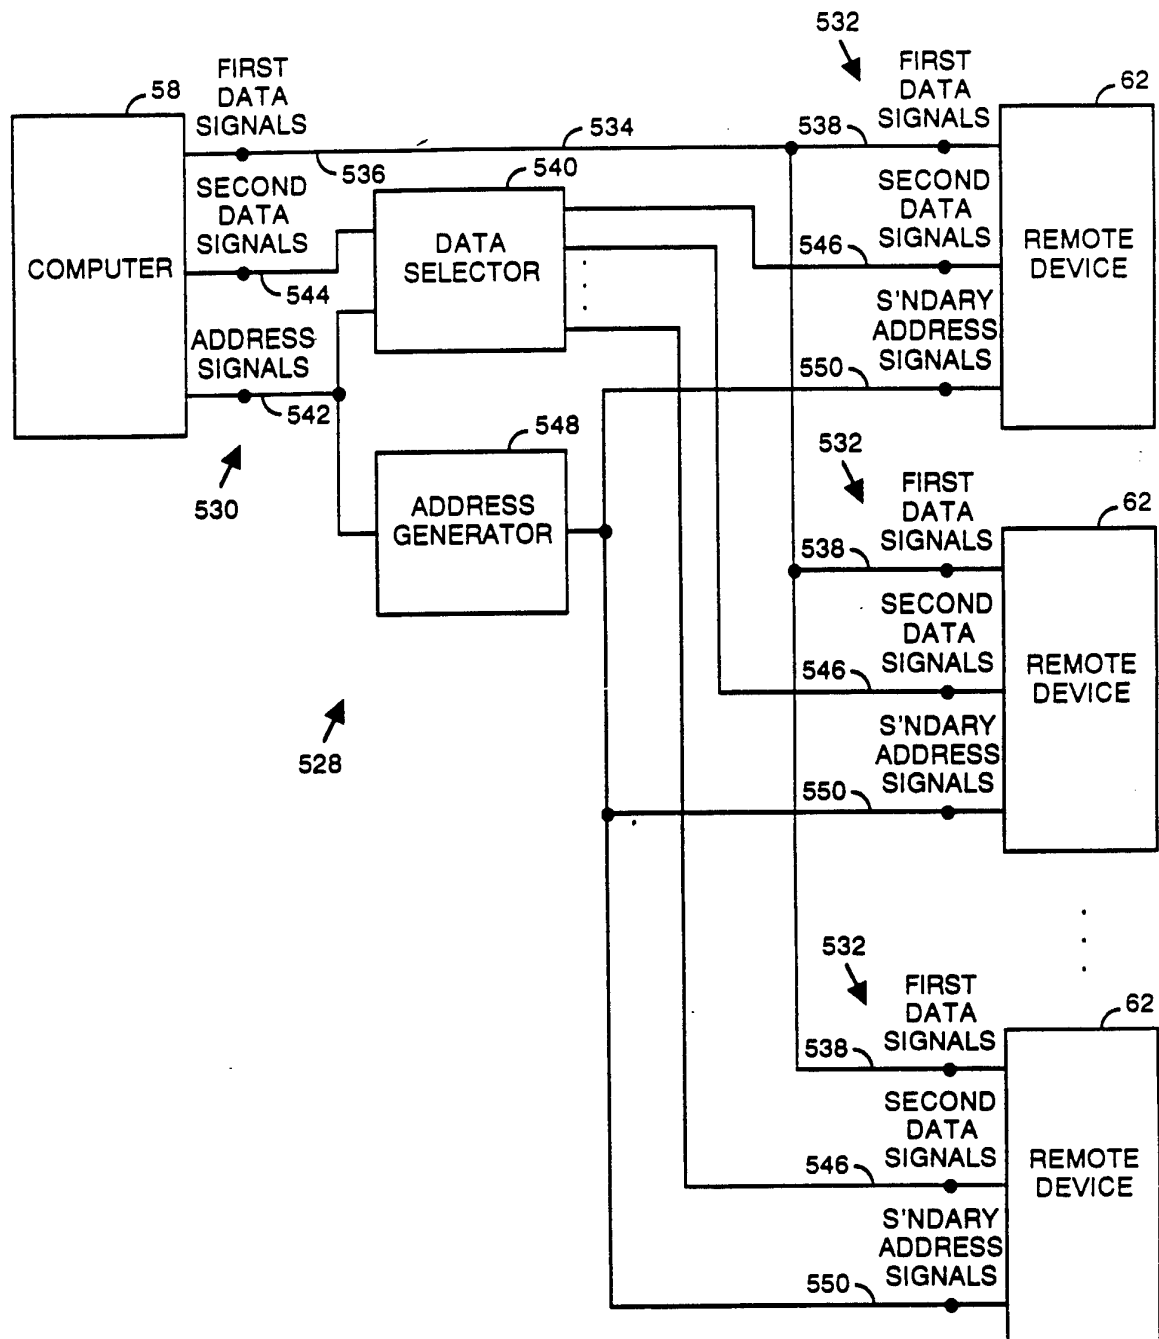 532
58
FIRST
DATA
SIGNALS
FIRST
DATA
SIGNALS
62
534
538
536
540
SECOND
DATA
SIGNALS
SECOND
DATA
SIGNALS
COMPUTER
DATA
SELECTOR
REMOTE
DEVICE
546
544
ADDRESS
SIGNALS
S'NDARY
ADDRESS
SIGNALS
550
542
548
532
530
ADDRESS
GENERATOR
FIRST
DATA
SIGNALS
62
538
SECOND
DATA
SIGNALS
REMOTE
DEVICE
546
528
S'NDARY
ADDRESS
SIGNALS
550
532
FIRST
DATA
SIGNALS
62
538
SECOND
DATA
SIGNALS
REMOTE
DEVICE
546
S'NDARY
ADDRESS
SIGNALS
550